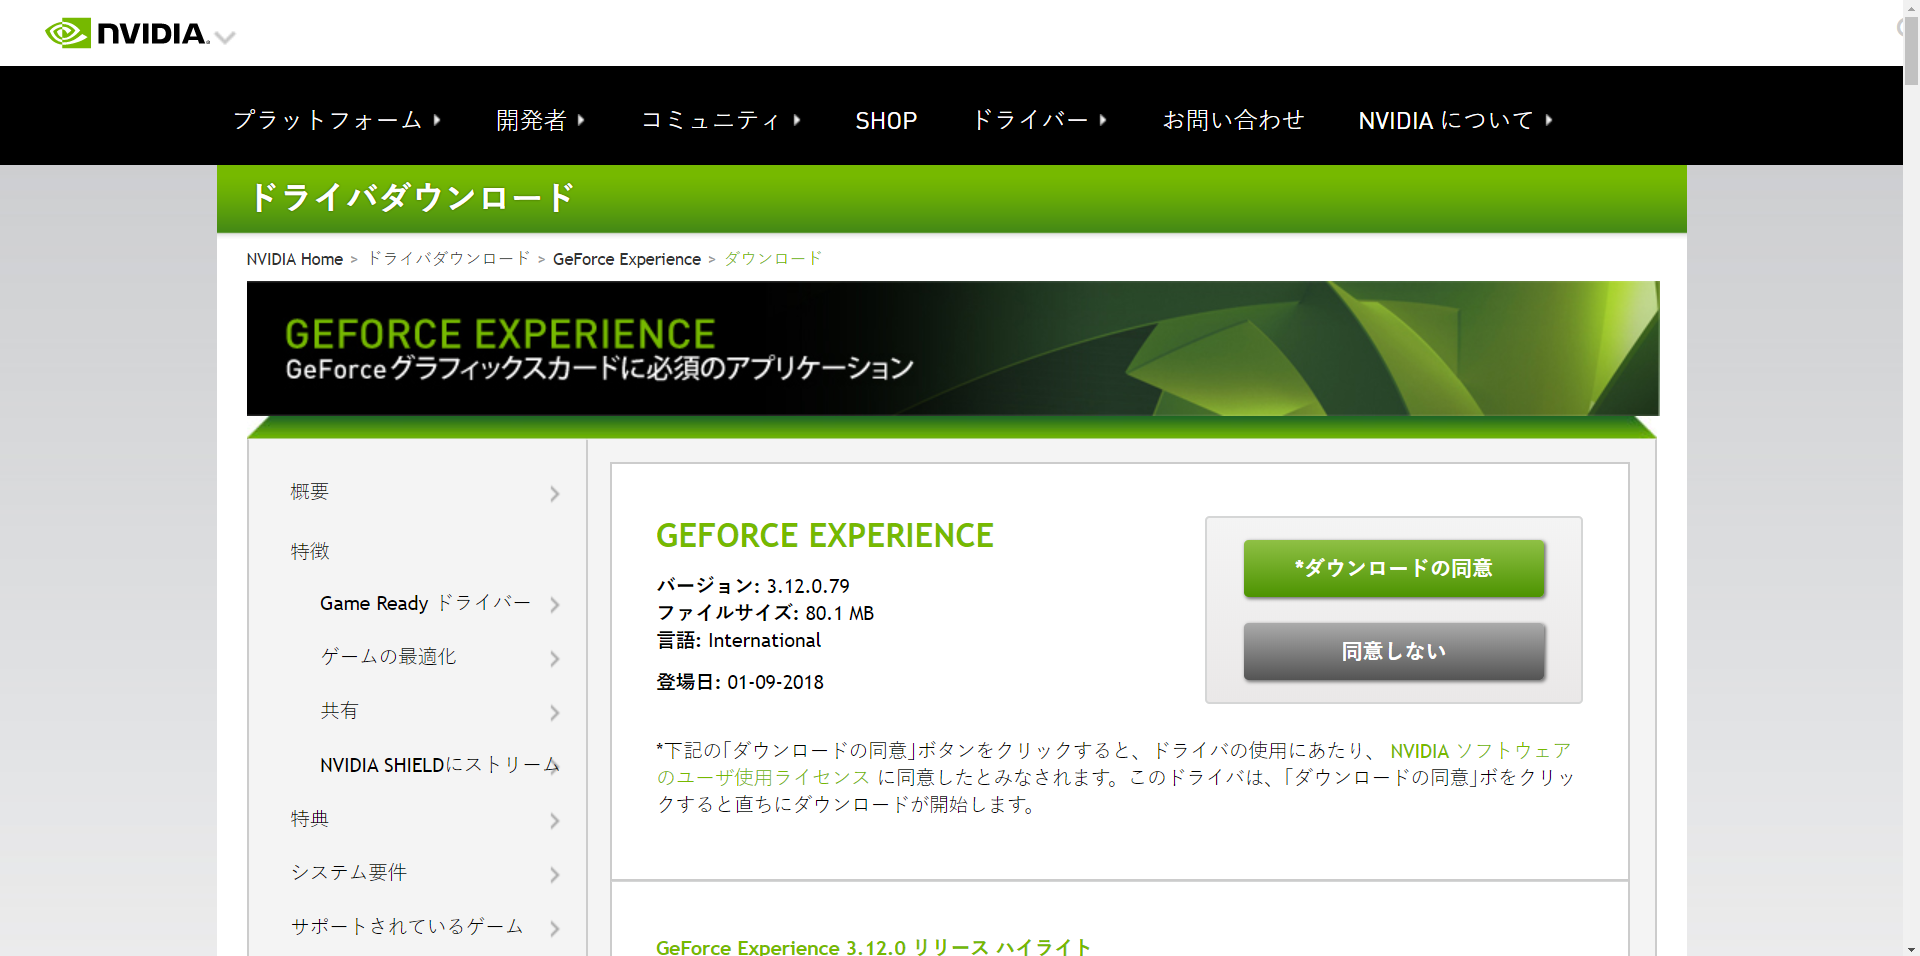 NVIDIA.
プラットフォーム 開発者 コミュニティ SHOP ドライバー お問い合わせ NVIDIA について
ドライバダウンロード
NVIDIA Home > ドライバダウンロード > GeForce Experience > ダウンロード
GEFORCE EXPERIENCE
GeForceグラフィックスカードに必須のアプリケーション
概要
特徴
Game Ready ドライバー
ゲームの最適化
共有
NVIDIA SHIELDにストリーム
特典
システム要件
サポートされているゲーム
GEFORCE EXPERIENCE
バージョン: 3.12.0.79
ファイルサイズ: 80.1 MB
言語: International
登場日: 01-09-2018
*ダウンロードの同意
同意しない
*下記の「ダウンロードの同意」ボタンをクリックすると、ドライバの使用にあたり、 NVIDIA ソフトウェア
のユーザ使用ライセンス に同意したとみなされます。このドライバは、「ダウンロードの同意」ボをクリッ
クすると直ちにダウンロードが開始します。
GeForce Experience 3.12.0 リリース ハイライト